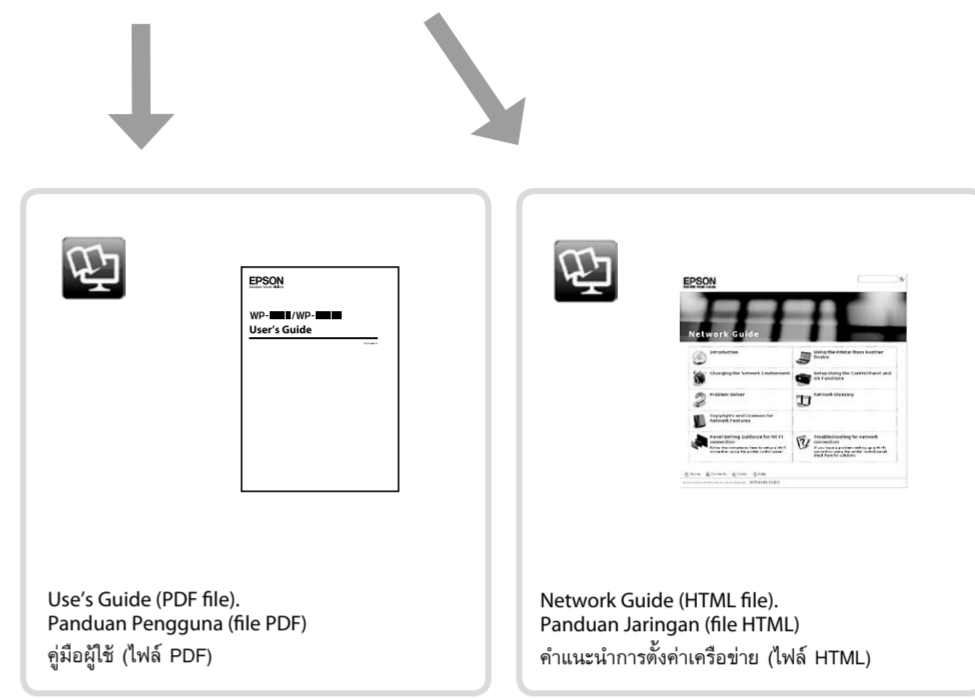 EPSON
WP-/WP-
User's Guide
Use's Guide (PDF file).
Panduan Pengguna (file PDF)
คู่มือผู้ใช้ (ไฟล์ PDF)
EPSON
Network Guide
Introduction
Using the Printer from Another
Device
Changing the Network Environment
Setup Using the Control Panel and
OS Functions
Problem Solver
Network Glossary
Copyrights and Licenses for
Network Features
Panel Setting Guidance for Wi-Fi
connection
Troubleshooting for network
connection
Network Guide (HTML file).
Panduan Jaringan (file HTML)
คำแนะนำการตั้งค่าเครือข่าย (ไฟล์ HTML)